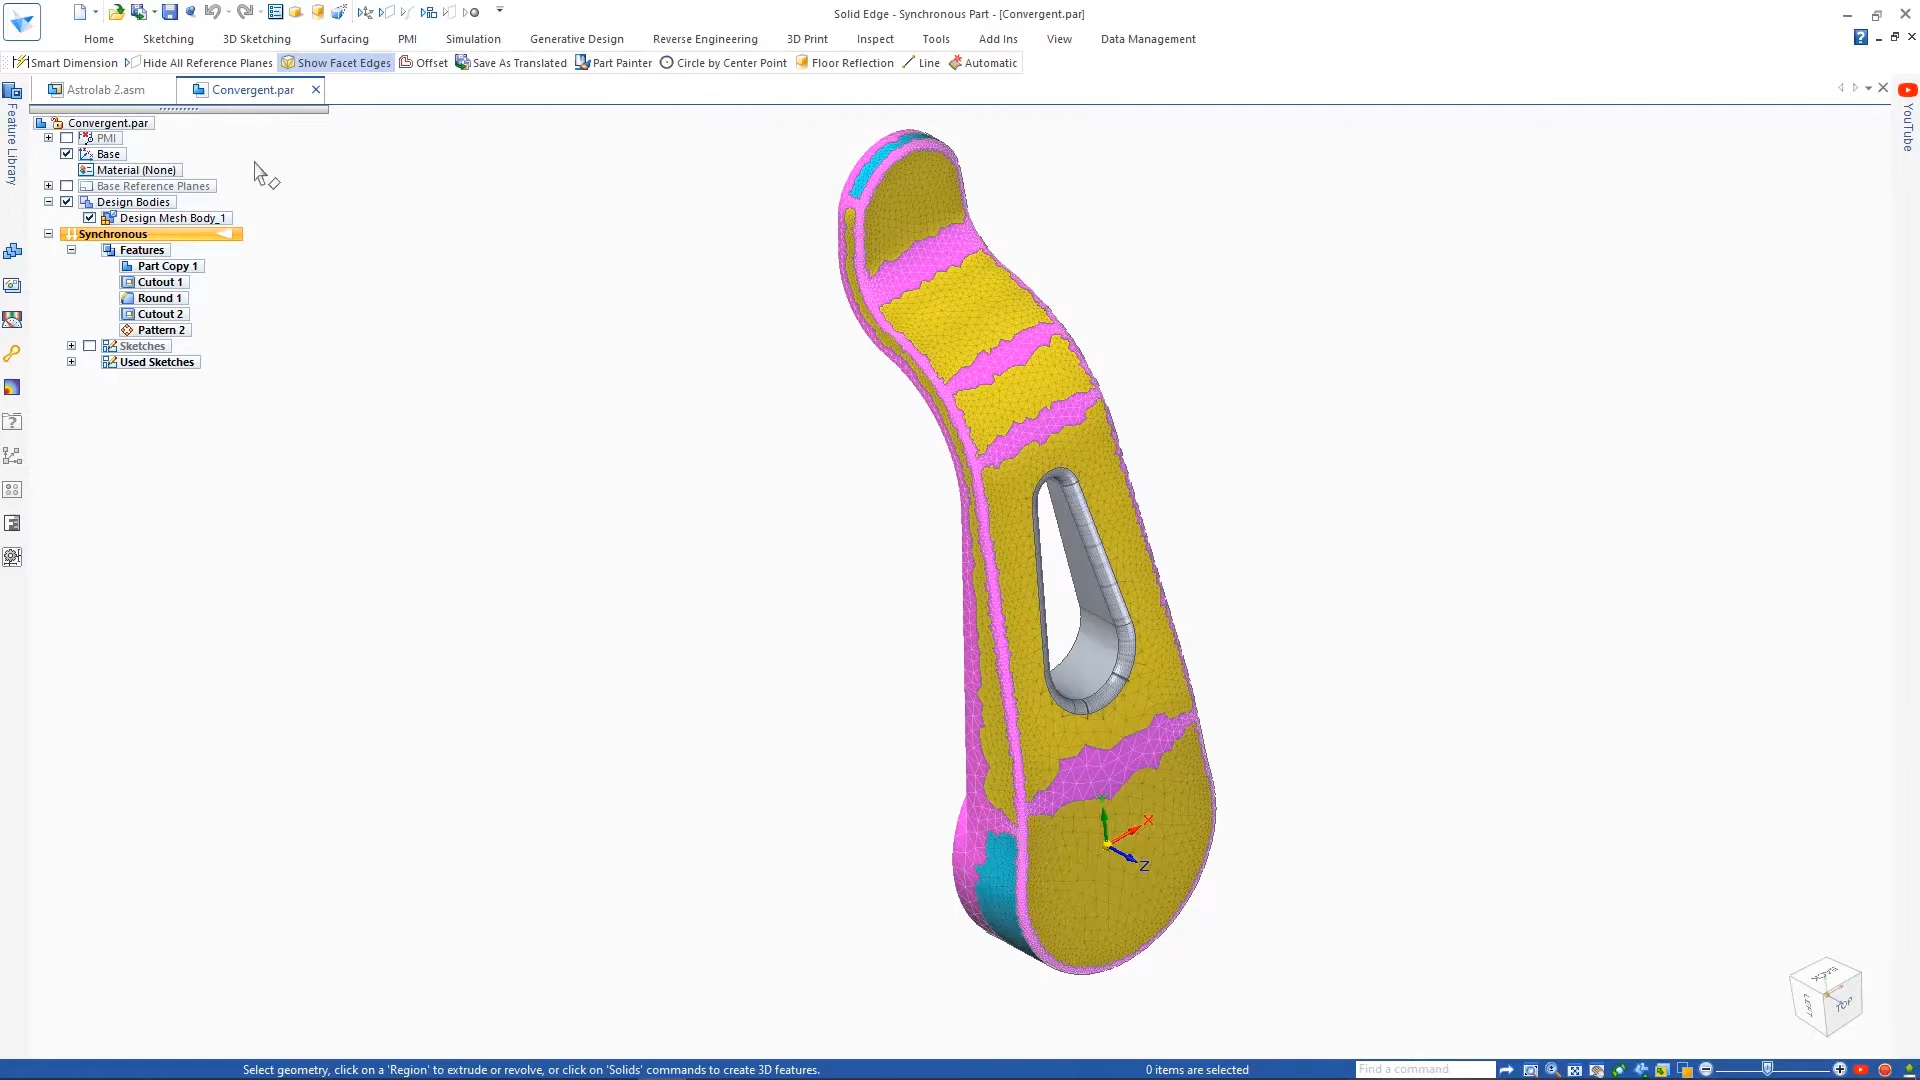 Solid Edge - Synchronous Part - [Convergent.par]
Home Sketching 3D Sketching Surfacing PMI Simulation Generative Design Reverse Engineering 3D Print Inspect Tools Add Ins View Data Management
Smart Dimension Hide All Reference Planes Show Facet Edges Offset Save As Translated Part Painter Circle by Center Point Floor Reflection Line Automatic
Astrolab 2.asm Convergent.par
Feature Library
YouTube
Convergent.par
PMI
Base
Material (None)
Base Reference Planes
Design Bodies
Design Mesh Body_1
Synchronous
Features
Part Copy 1
Cutout 1
Round 1
Cutout 2
Pattern 2
Sketches
Used Sketches
X
Z
BACK
LEFT
TOP
Select geometry, click on a 'Region' to extrude or revolve, or click on 'Solids' commands to create 3D features. 0 items are selected Find a command